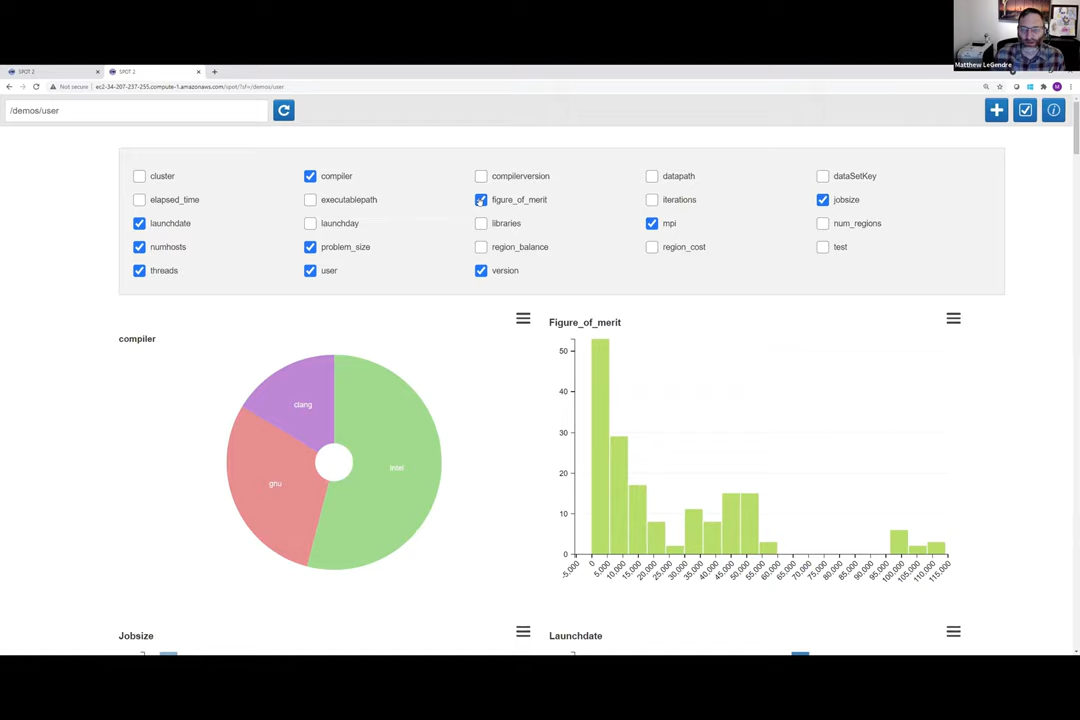 Matthew LeGendre
SPOT 2
SPOT 2
Not secure | ec2-34-207-237-255.compute-1.amazonaws.com/spot/?sf=/demos/user
/demos/user
cluster compiler compilerversion datapath dataSetKey
elapsed_time executablepath figure_of_merit iterations jobsize
launchdate launchday libraries mpi num_regions
numhosts problem_size region_balance region_cost test
threads user version
compiler
clang
gnu
intel
Figure_of_merit
50
40
30
20
10
0
-5,000 0 5,000 10,000 15,000 20,000 25,000 30,000 35,000 40,000 45,000 50,000 55,000 60,000 65,000 70,000 75,000 80,000 85,000 90,000 95,000 100,000 105,000 110,000 115,000
Jobsize
Launchdate